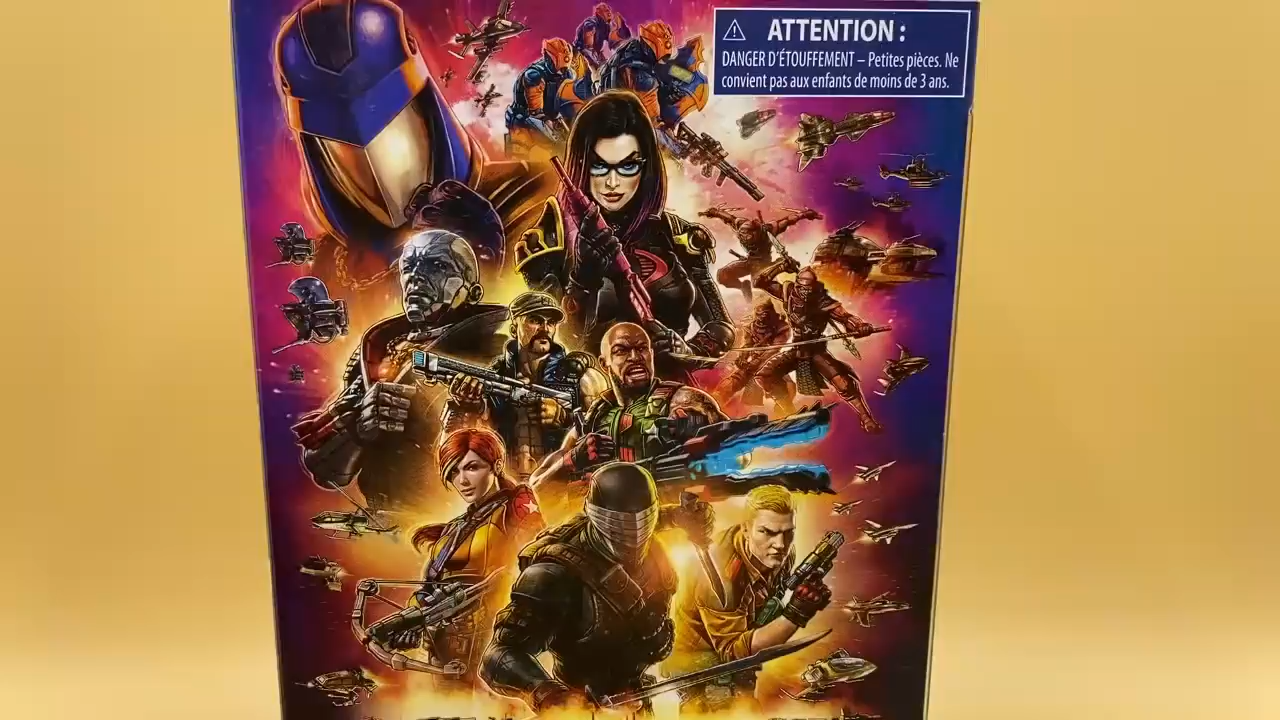 ATTENTION :
DANGER D'ÉTOUFFEMENT – Petites pièces. Ne
convient pas aux enfants de moins de 3 ans.